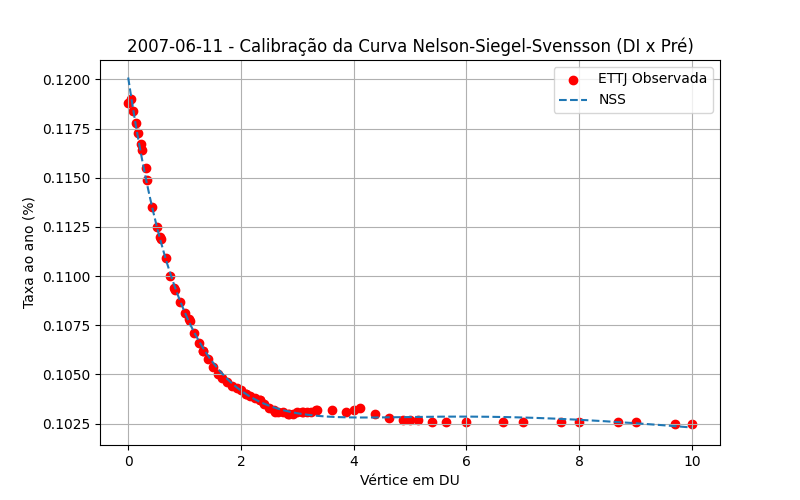 2007-06-11 - Calibração da Curva Nelson-Siegel-Svensson (DI x Pré)
ETTJ Observada
NSS
Taxa ao ano (%)
0.1200
0.1175
0.1150
0.1125
0.1100
0.1075
0.1050
0.1025
0 2 4 6 8 10
Vértice em DU